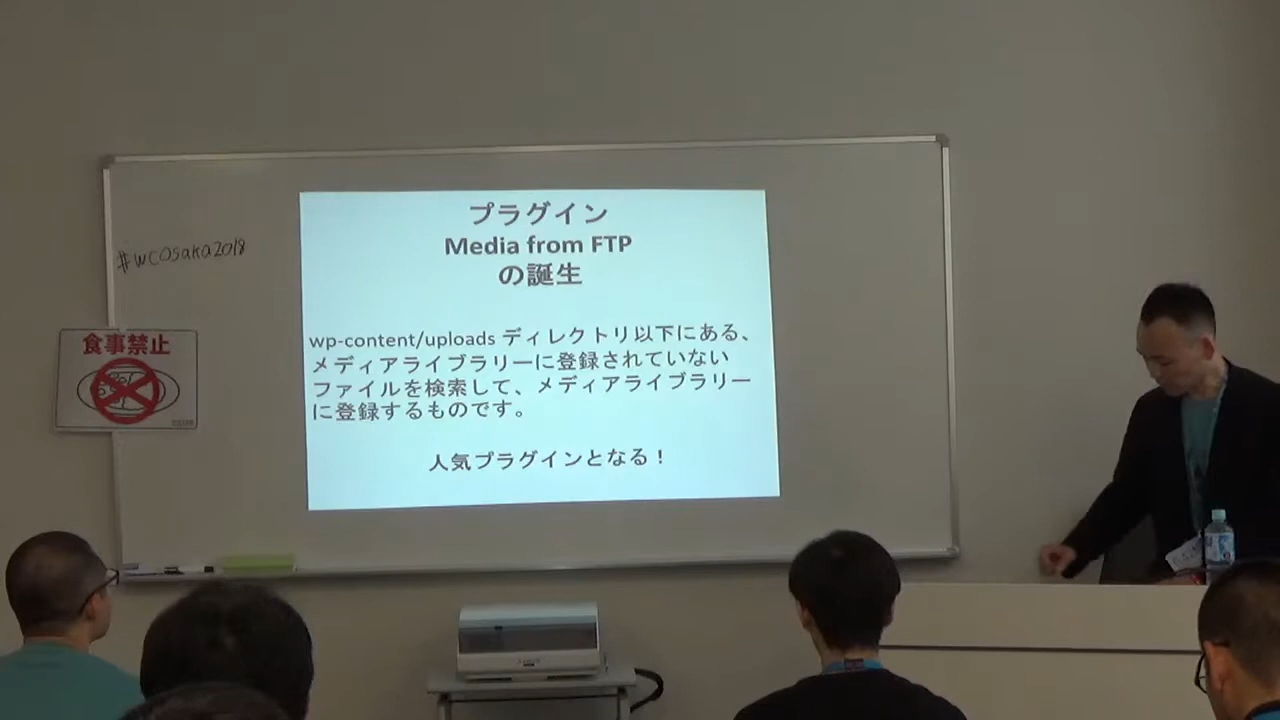 プラグイン
Media from FTP
の誕生
wp-content/uploads ディレクトリ以下にある、
メディアライブラリーに登録されていない
ファイルを検索して、メディアライブラリー
に登録するものです。
人気プラグインとなる！
#wcosaka2018
食事禁止